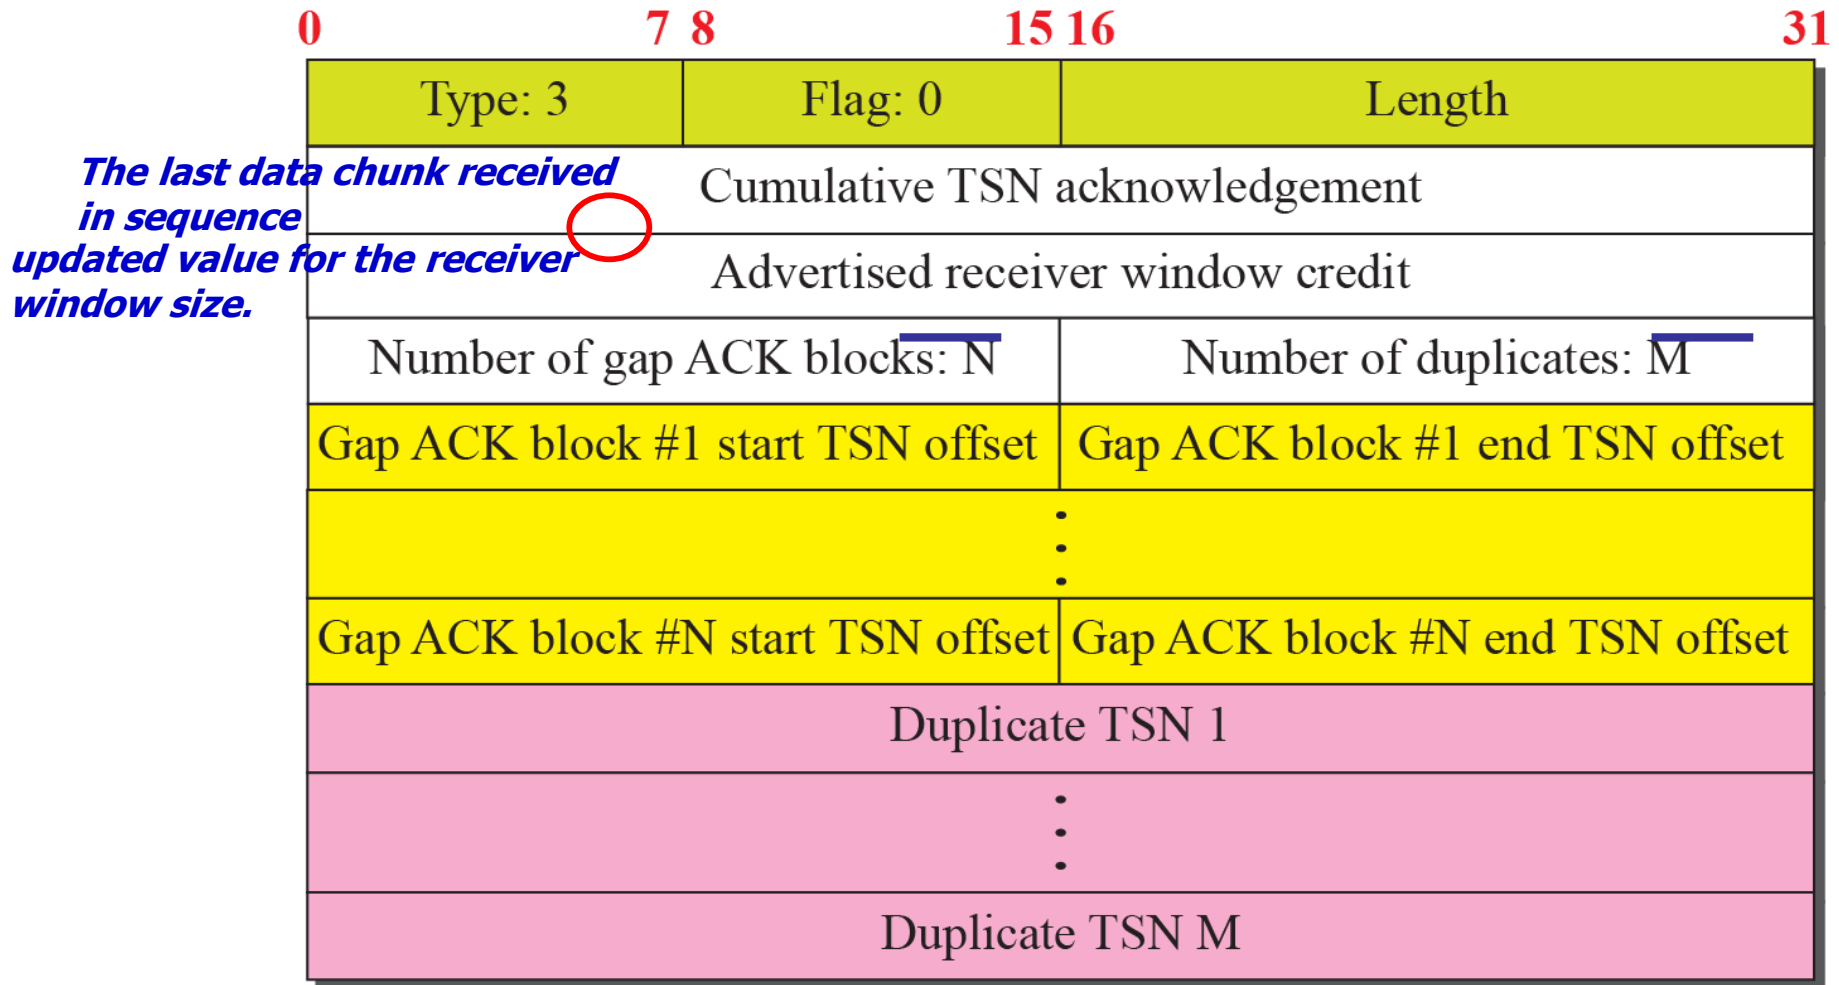 0 7 8 15 16 31
Type: 3 Flag: 0 Length
The last data chunk received
in sequence
Cumulative TSN acknowledgement
updated value for the receiver
window size.
Advertised receiver window credit
Number of gap ACK blocks: N Number of duplicates: M
Gap ACK block #1 start TSN offset Gap ACK block #1 end TSN offset
Gap ACK block #N start TSN offset Gap ACK block #N end TSN offset
Duplicate TSN 1
Duplicate TSN M